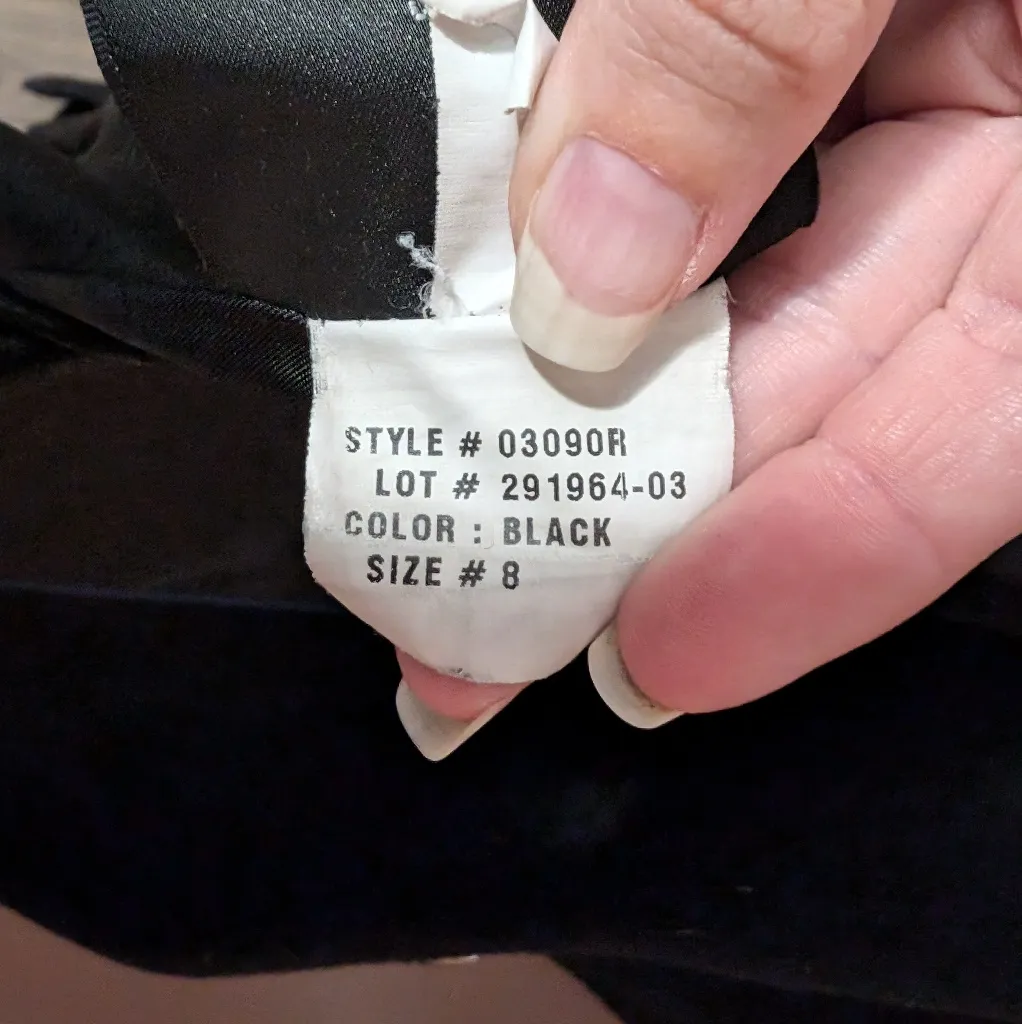 STYLE # 03090R
LOT # 291964-03
COLOR : BLACK
SIZE # 8